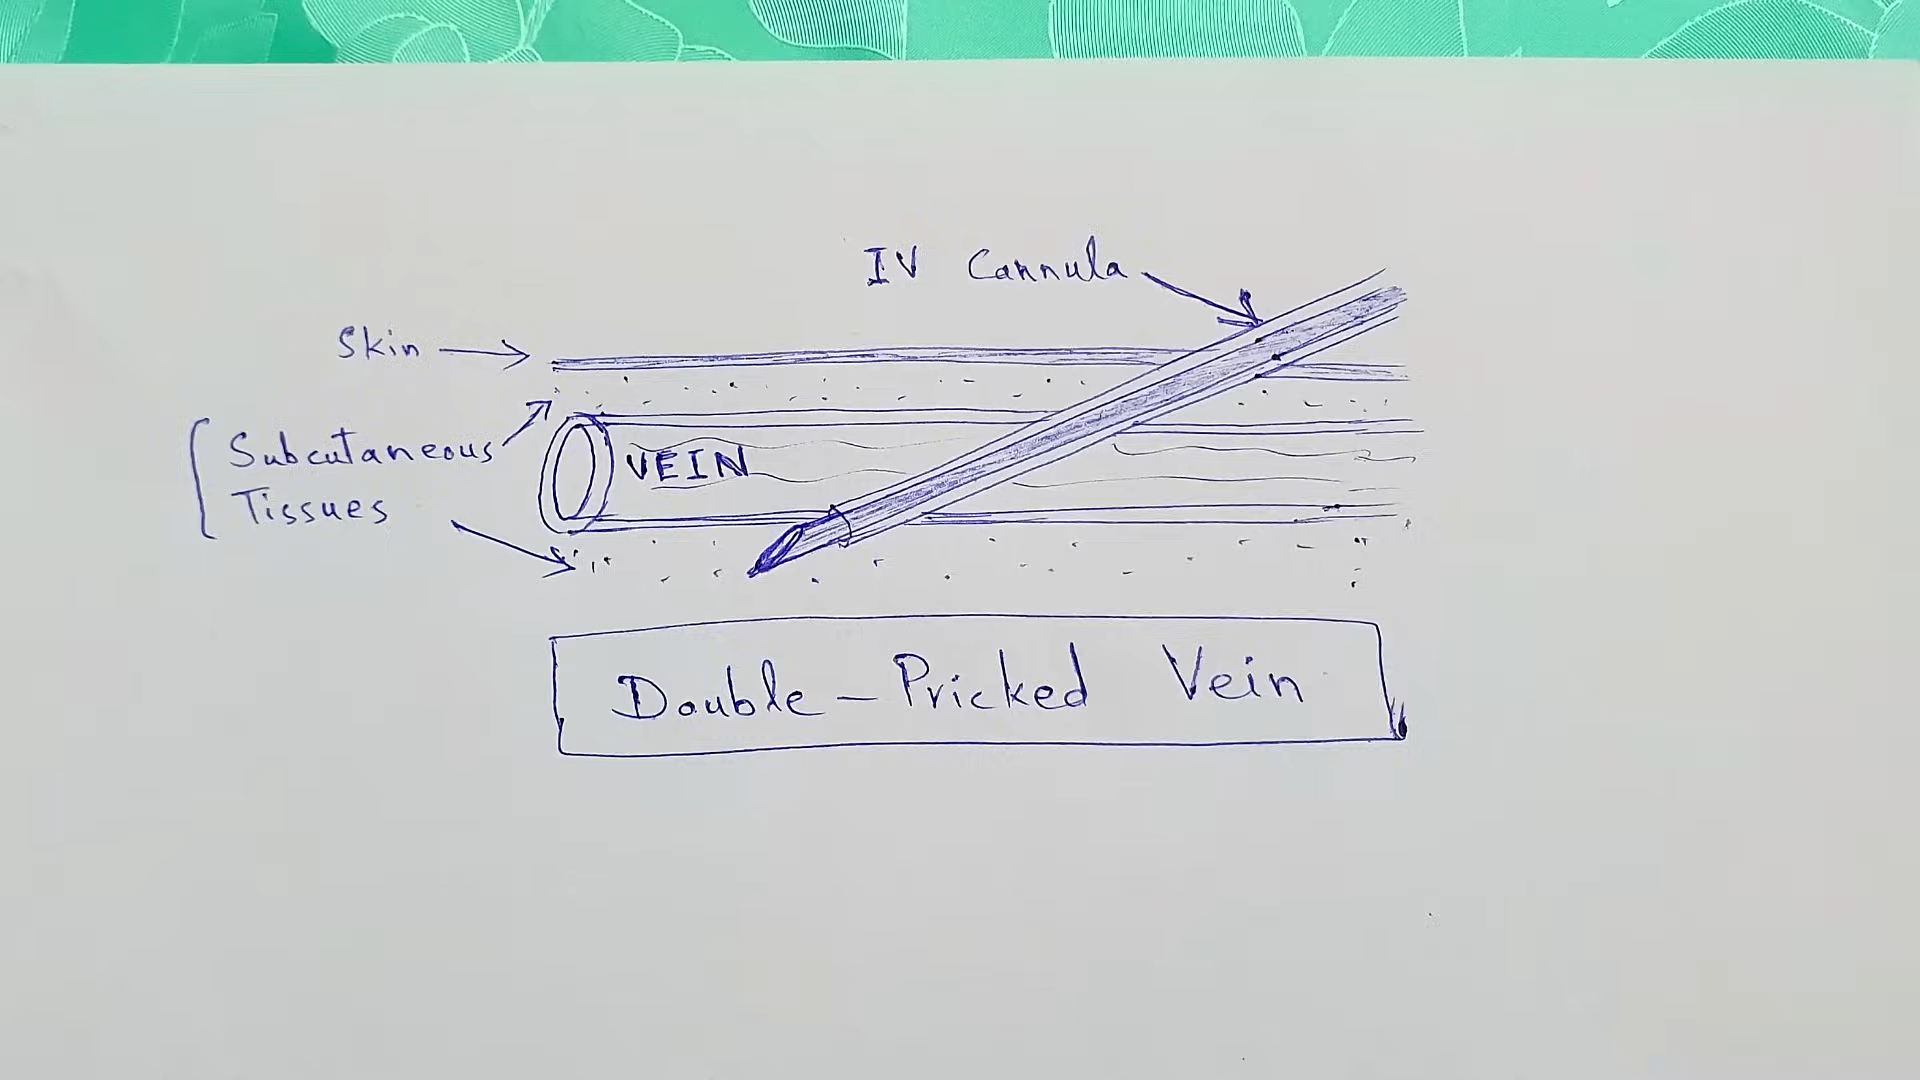 IV Cannula
Skin
Subcutaneous
Tissues
VEIN
Double-Pricked Vein